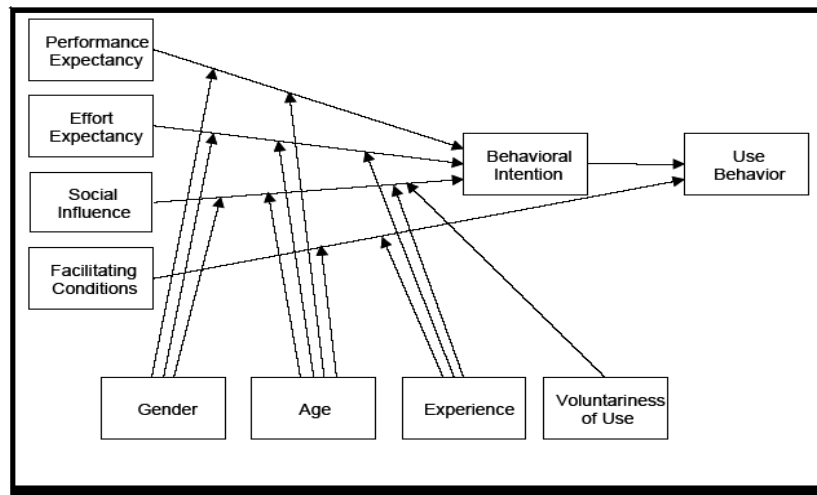 Performance
Expectancy
Effort
Expectancy
Behavioral
Intention
Use
Behavior
Social
Influence
Facilitating
Conditions
Gender
Age
Experience
Voluntariness
of Use